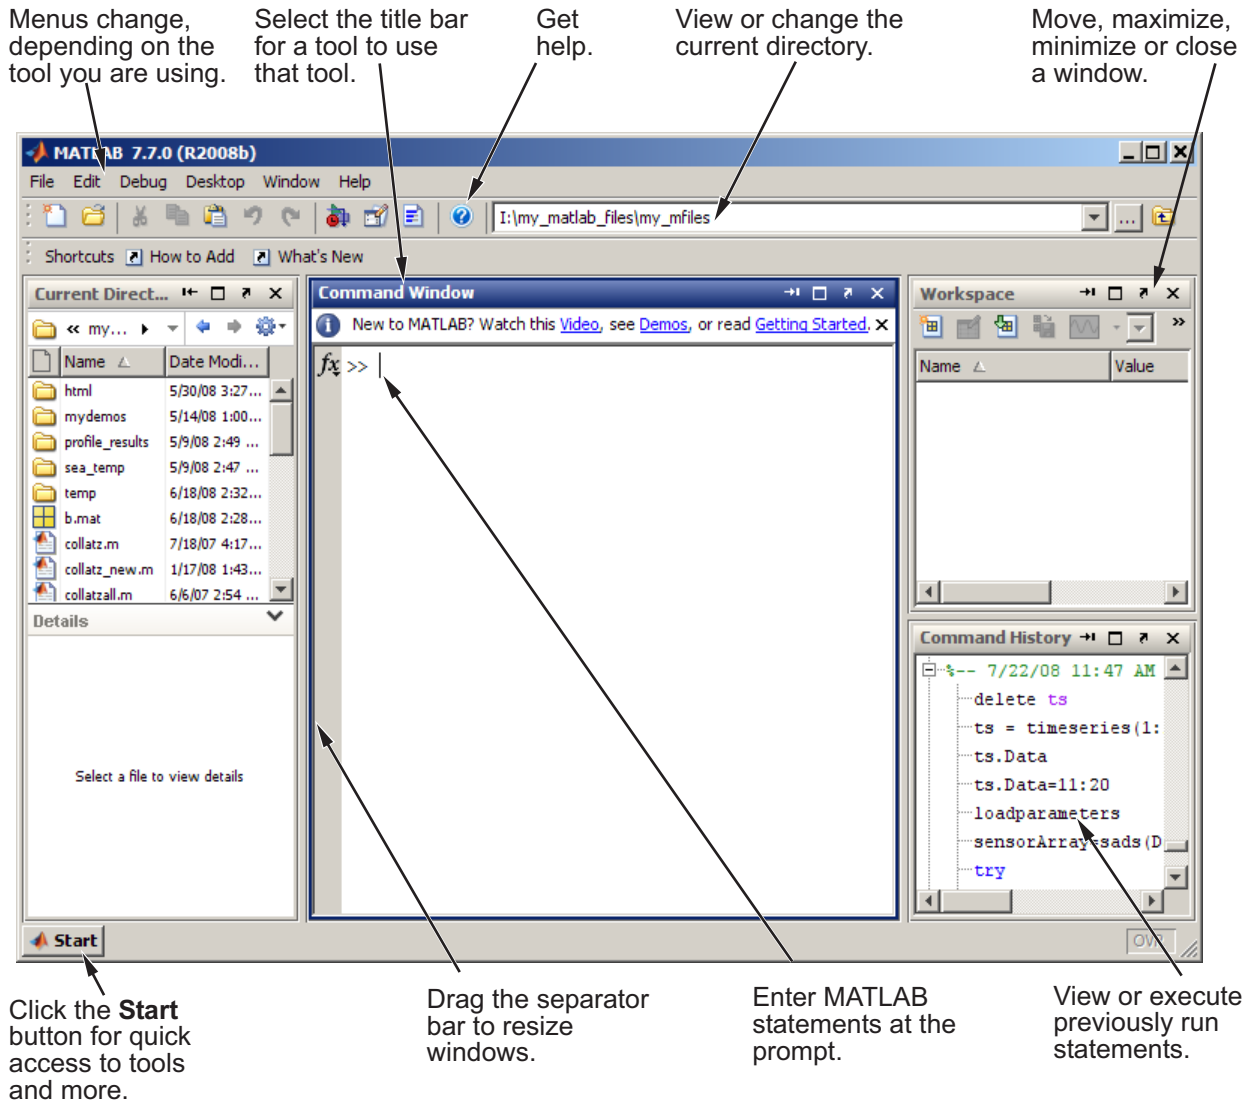 Menus change,
depending on the
tool you are using.
Select the title bar
for a tool to use
that tool.
Get
help.
View or change the
current directory.
Move, maximize,
minimize or close
a window.
MATLAB 7.7.0 (R2008b)
File Edit Debug Desktop Window Help
I:\my_matlab_files\my_mfiles
Shortcuts How to Add What's New
Current Direct...
« my...
Name Date Modi...
html 5/30/08 3:27...
mydemos 5/14/08 1:00...
profile_results 5/9/08 2:49 ...
sea_temp 5/9/08 2:47 ...
temp 6/18/08 2:32...
b.mat 6/18/08 2:28...
collatz.m 7/18/07 4:17...
collatz_new.m 1/17/08 1:43...
collatzall.m 6/6/07 2:54 ...
Details
Select a file to view details
Command Window
New to MATLAB? Watch this Video, see Demos, or read Getting Started.
fx >>
Workspace
Name Value
Command History
%-- 7/22/08 11:47 AM
delete ts
ts = timeseries(1:
ts.Data
ts.Data=11:20
loadparameters
sensorArray=sads(D
try
Start
OVR
Click the Start
button for quick
access to tools
and more.
Drag the separator
bar to resize
windows.
Enter MATLAB
statements at the
prompt.
View or execute
previously run
statements.